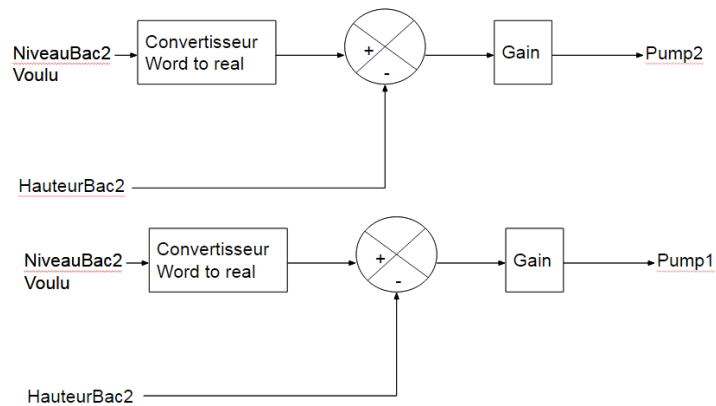 NiveauBac2
Voulu
Convertisseur
Word to real
+
-
Gain
Pump2
HauteurBac2
NiveauBac2
Voulu
Convertisseur
Word to real
+
-
Gain
Pump1
HauteurBac2